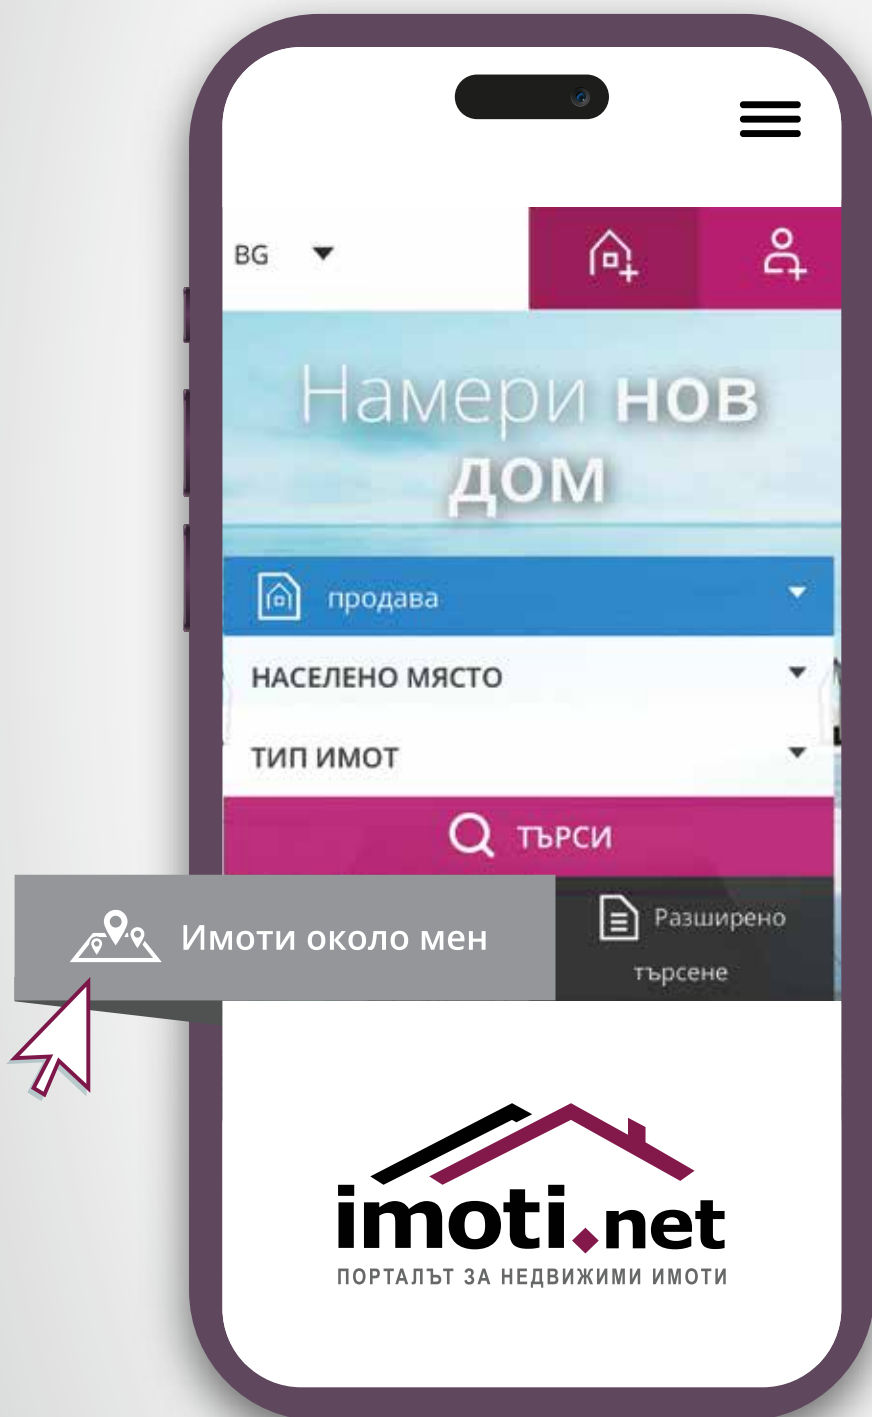 BG
Намери нов
дом
продава
НАСЕЛЕНО МЯСТО
ТИП ИМОТ
ТЪРСИ
Имоти около мен
Разширено
търсене
imoti.net
ПОРТАЛЪТ ЗА НЕДВИЖИМИ ИМОТИ